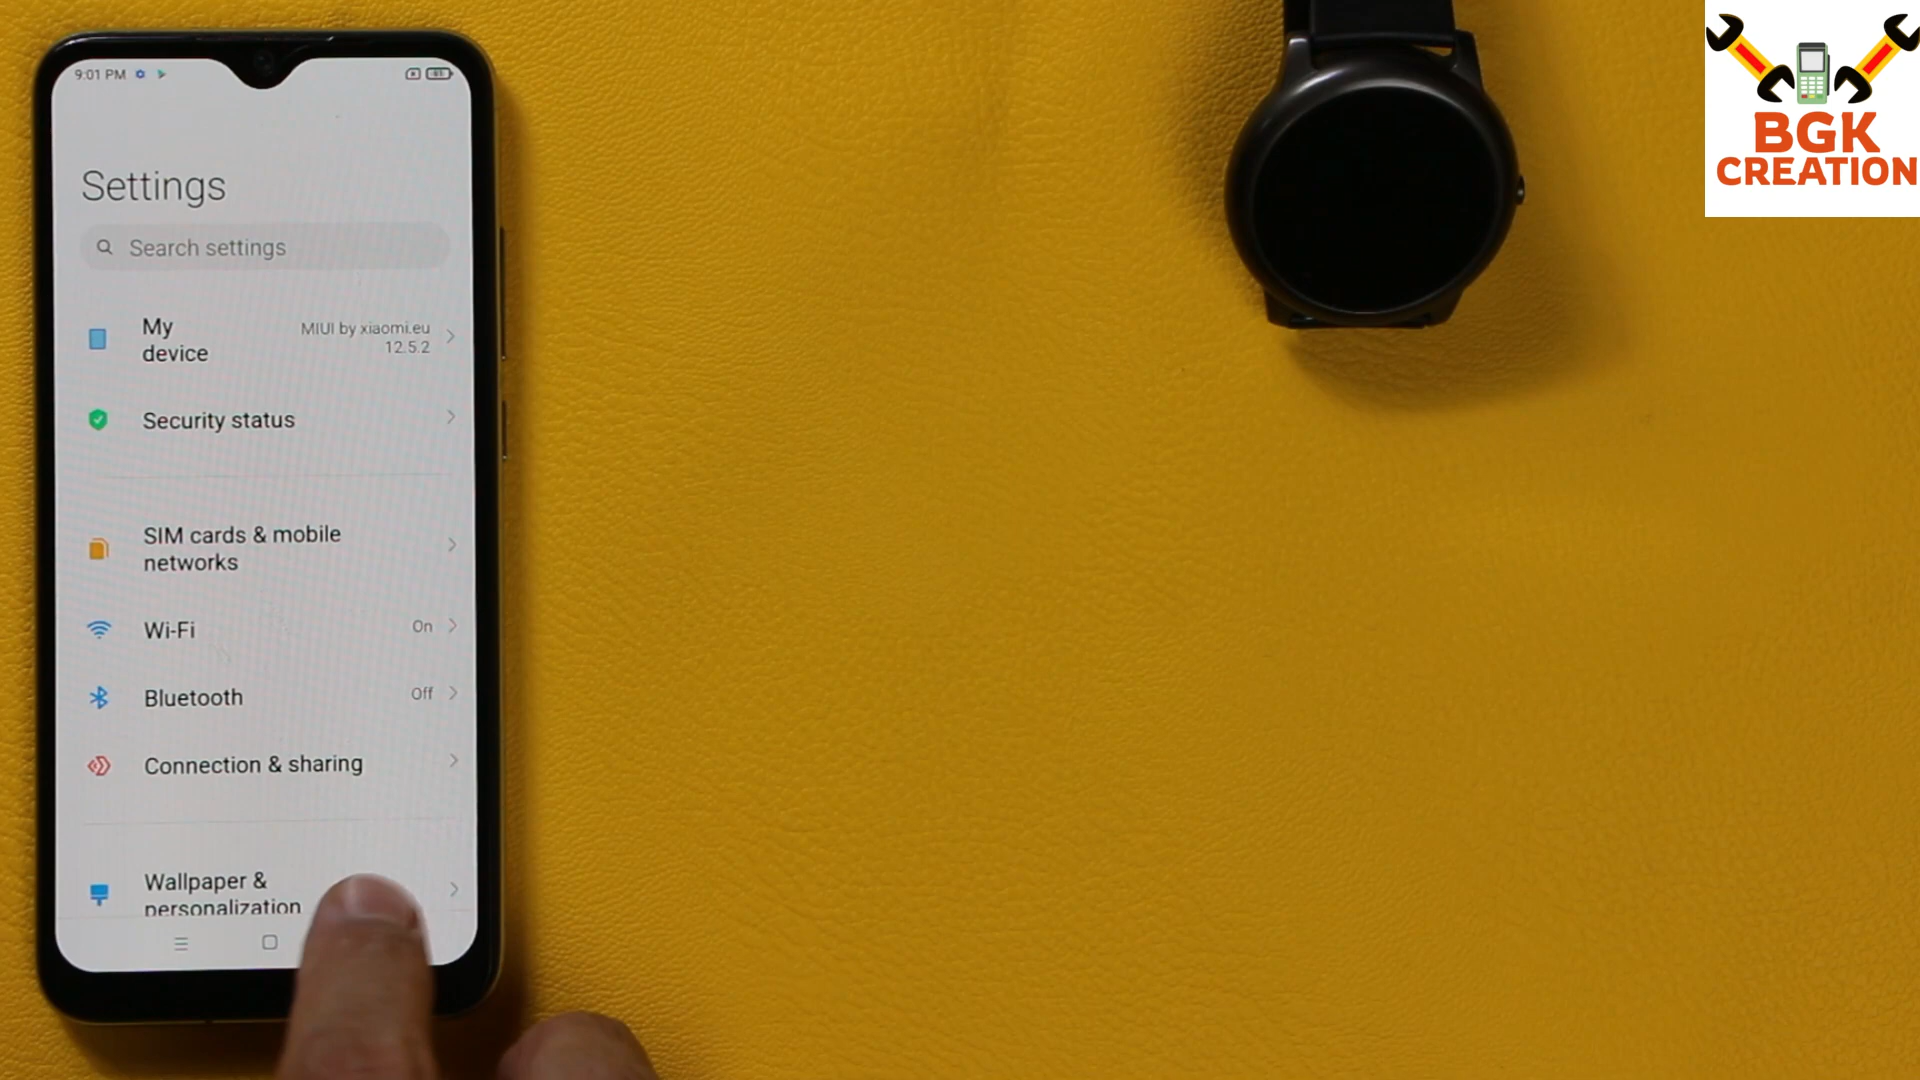 9:01 PM
Settings
Search settings
My
device
MIUI by xiaomi.eu
12.5.2
Security status
SIM cards & mobile
networks
Wi-Fi
On
Bluetooth
Off
Connection & sharing
Wallpaper &
personalization
BGK
CREATION